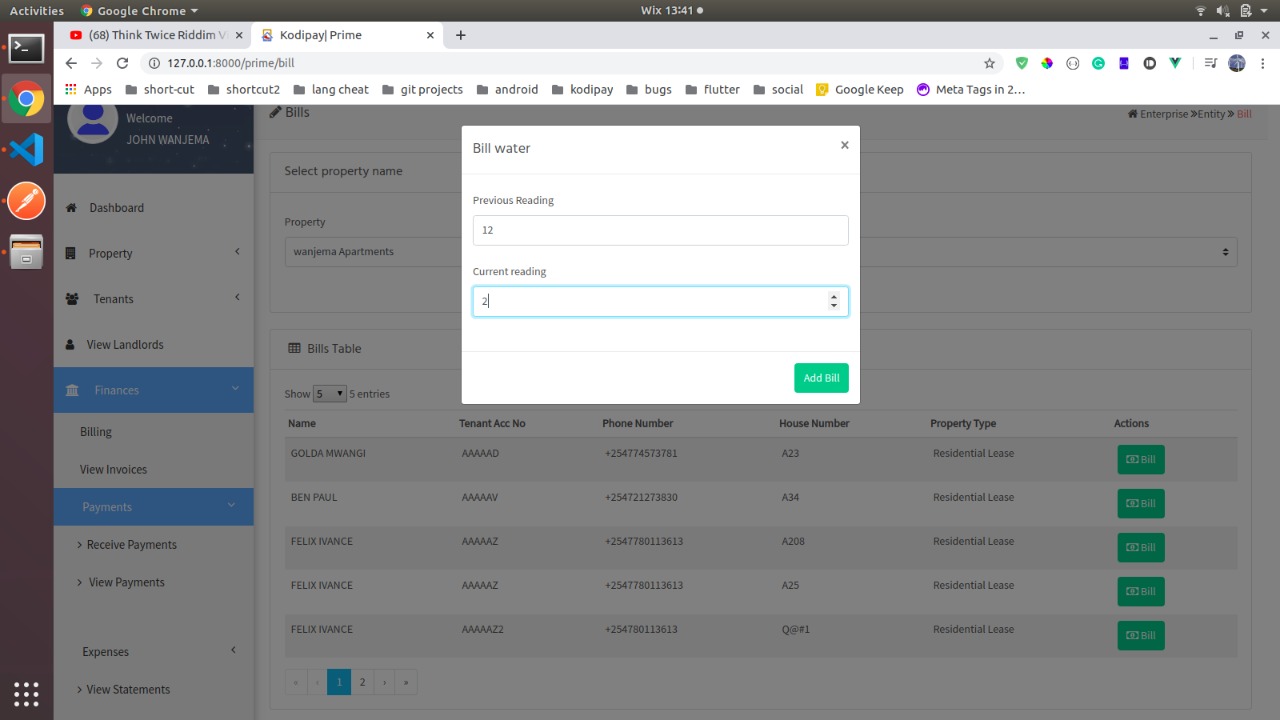 Activities Google Chrome Wix 13:41
(68) Think Twice Riddim V Kodipay| Prime
127.0.0.1:8000/prime/bill
Apps short-cut shortcut2 lang cheat git projects android kodipay bugs flutter social Google Keep Meta Tags in 2…
Welcome
JOHN WANJEMA
Dashboard
Property
Tenants
View Landlords
Finances
Billing
View Invoices
Payments
> Receive Payments
> View Payments
Expenses
> View Statements
Bills
Enterprise »Entity» Bill
Select property name
Property
wanjema Apartments
Bill water ×
Previous Reading
12
Current reading
2
Add Bill
Bills Table
Show 5 5 entries
Name Tenant Acc No Phone Number House Number Property Type Actions
GOLDA MWANGI AAAAAD +254774573781 A23 Residential Lease Bill
BEN PAUL AAAAAV +254721273830 A34 Residential Lease Bill
FELIX IVANCE AAAAAZ +2547780113613 A208 Residential Lease Bill
FELIX IVANCE AAAAAZ +2547780113613 A25 Residential Lease Bill
FELIX IVANCE AAAAAZ2 +254780113613 Q@#1 Residential Lease Bill
« ‹ 1 2 › »